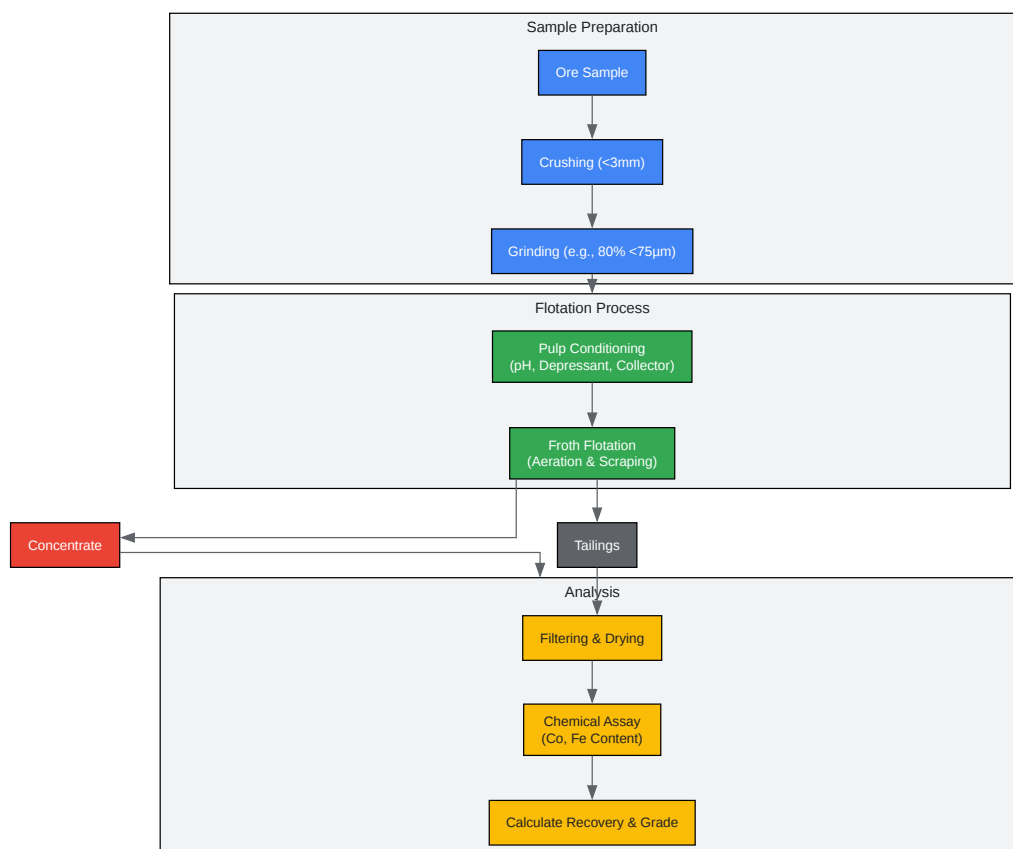 Sample Preparation
Ore Sample
Crushing (<3mm)
Grinding (e.g., 80% <75µm)
Flotation Process
Pulp Conditioning
(pH, Depressant, Collector)
Froth Flotation
(Aeration & Scraping)
Concentrate
Tailings
Analysis
Filtering & Drying
Chemical Assay
(Co, Fe Content)
Calculate Recovery & Grade